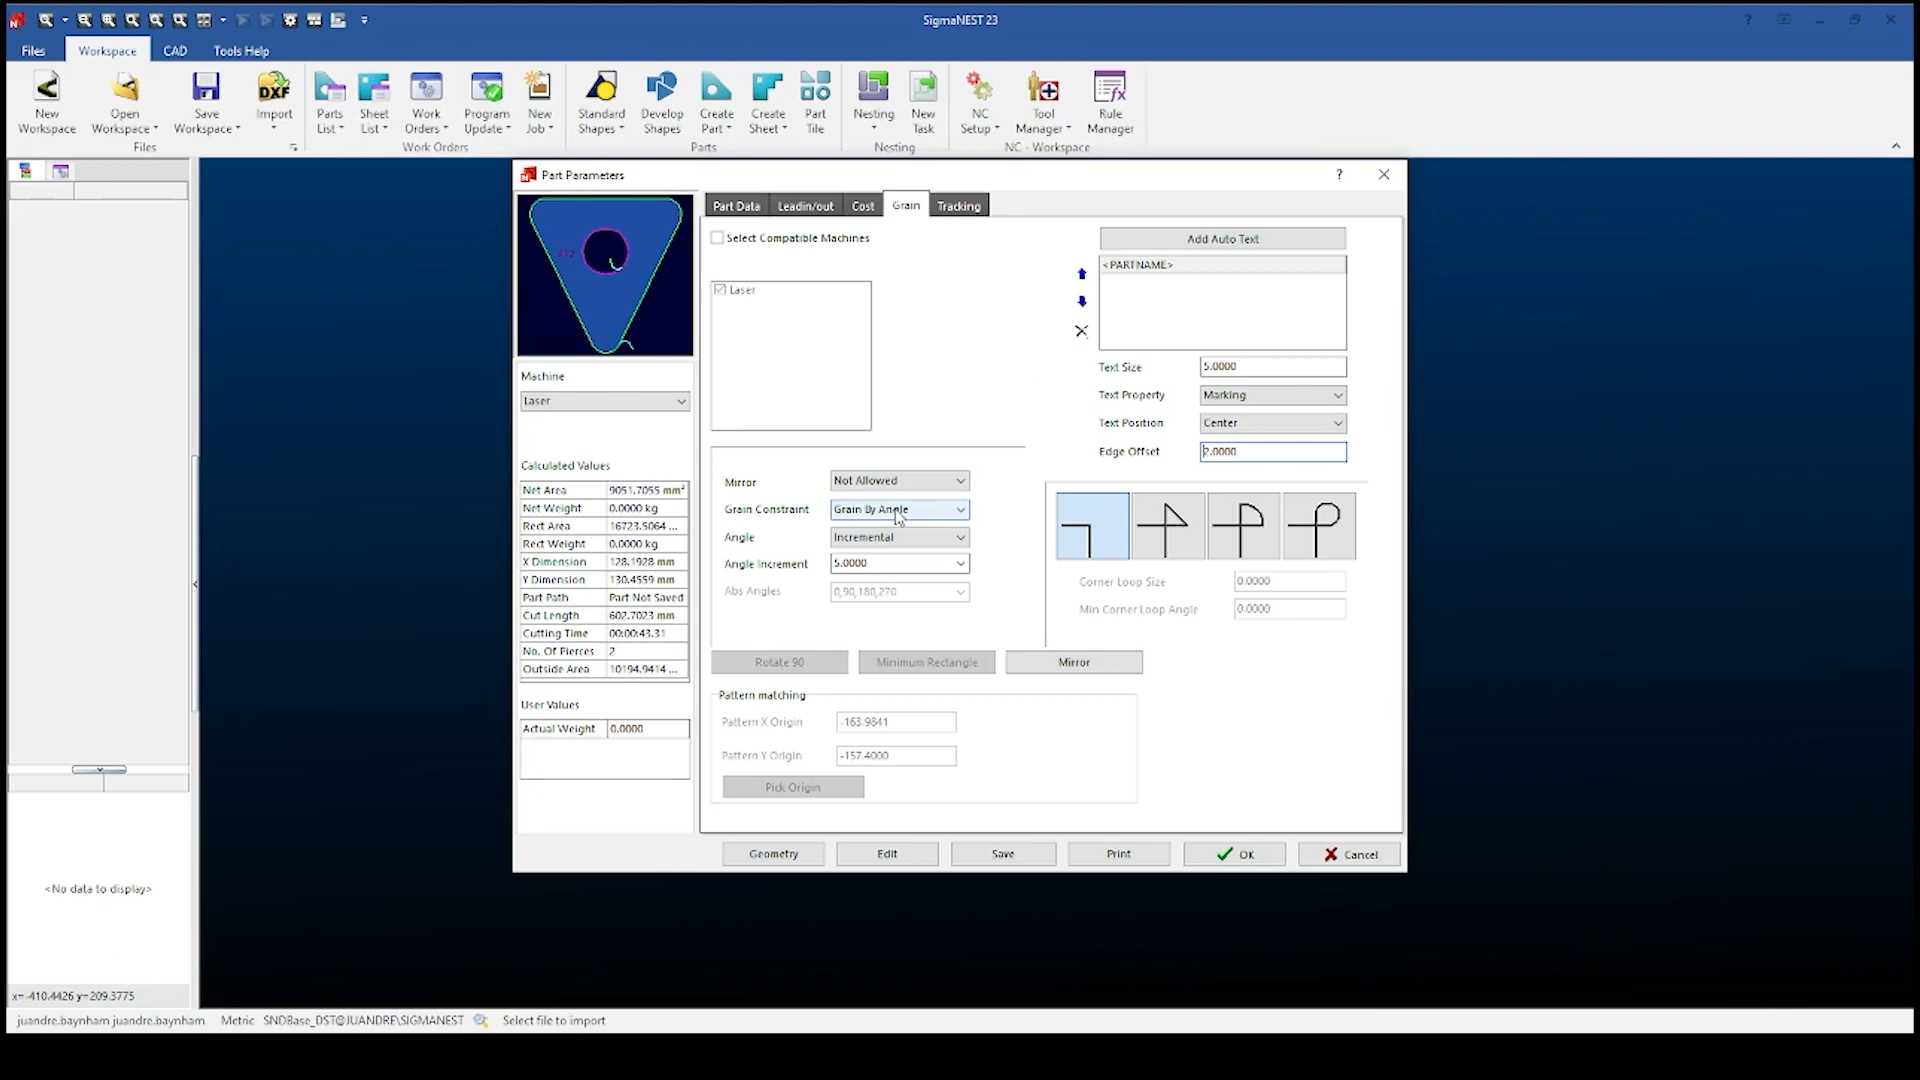 SigmaNEST 23
?
Files
Workspace
CAD
Tools Help
New Workspace
Open Workspace
Save Workspace
DXF
Import
Parts List
Sheet List
Work Orders
Program Update
New Job
Standard Shapes
Develop Shapes
Create Part
Create Sheet
Part Tile
Nesting
New Task
NC Setup
Tool Manager
fx
Rule Manager
Files
Work Orders
Parts
Nesting
NC - Workspace
Part Parameters
?
Part Data
Leadin/out
Cost
Grain
Tracking
Select Compatible Machines
Laser
Add Auto Text
<PARTNAME>
Text Size 5.0000
Text Property Marking
Text Position Center
Edge Offset 2.0000
Machine
Laser
Calculated Values
Net Area 9051.7055 mm²
Net Weight 0.0000 kg
Rect Area 16723.5064 ...
Rect Weight 0.0000 kg
X Dimension 128.1928 mm
Y Dimension 130.4559 mm
Part Path Part Not Saved
Cut Length 602.7023 mm
Cutting Time 00:00:43.31
No. Of Pierces 2
Outside Area 10194.9414 ...
User Values
Actual Weight 0.0000
Mirror Not Allowed
Grain Constraint Grain By Angle
Angle Incremental
Angle Increment 5.0000
Abs Angles 0,90,180,270
Corner Loop Size 0.0000
Min Corner Loop Angle 0.0000
Rotate 90
Minimum Rectangle
Mirror
Pattern matching
Pattern X Origin -163.9841
Pattern Y Origin -157.4000
Pick Origin
Geometry
Edit
Save
Print
OK
Cancel
<No data to display>
x=-410.4426 y=209.3775
juandre.baynham juandre.baynham Metric SNDBase_DST@JUANDRE\SIGMANEST Select file to import